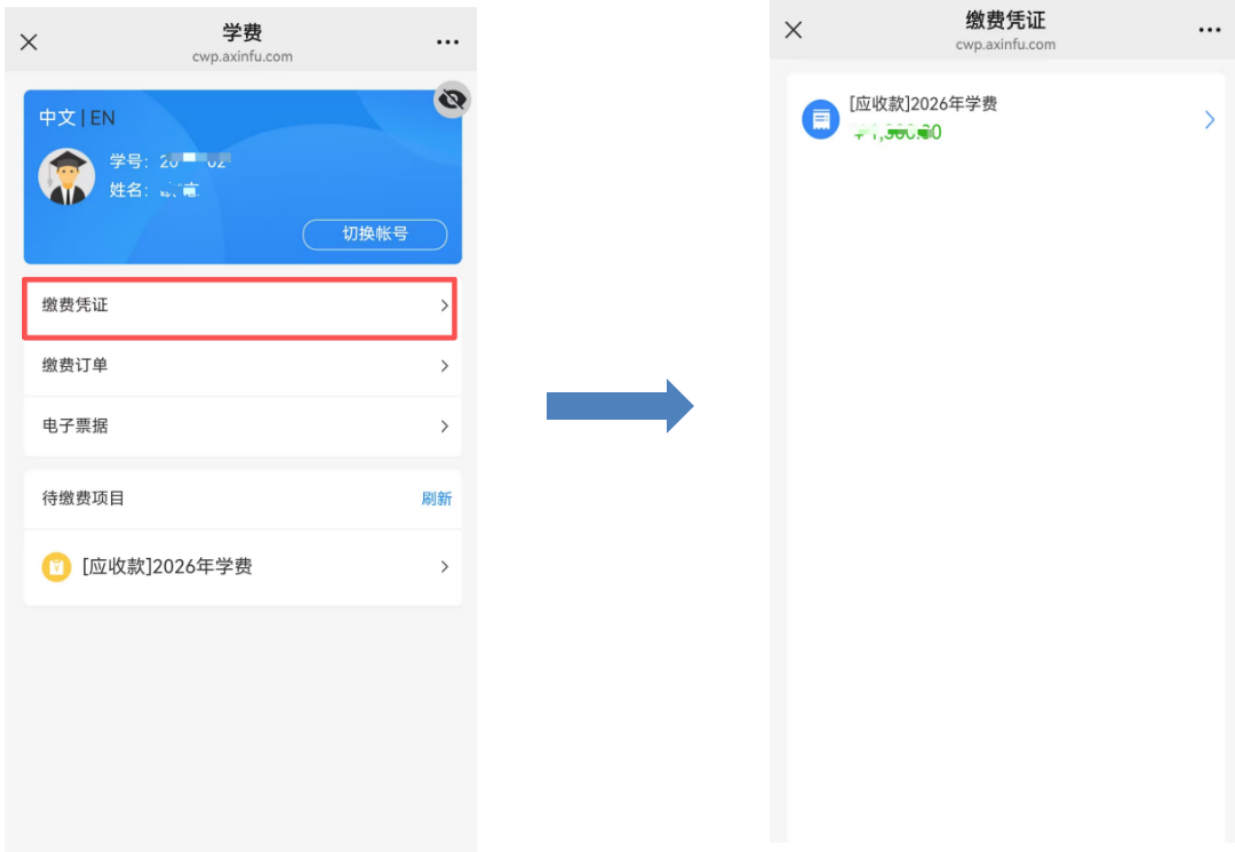 学费
cwp.axinfu.com
中文 | EN
学号:
姓名:
切换帐号
缴费凭证
缴费订单
电子票据
待缴费项目
刷新
[应收款]2026年学费
缴费凭证
cwp.axinfu.com
[应收款]2026年学费